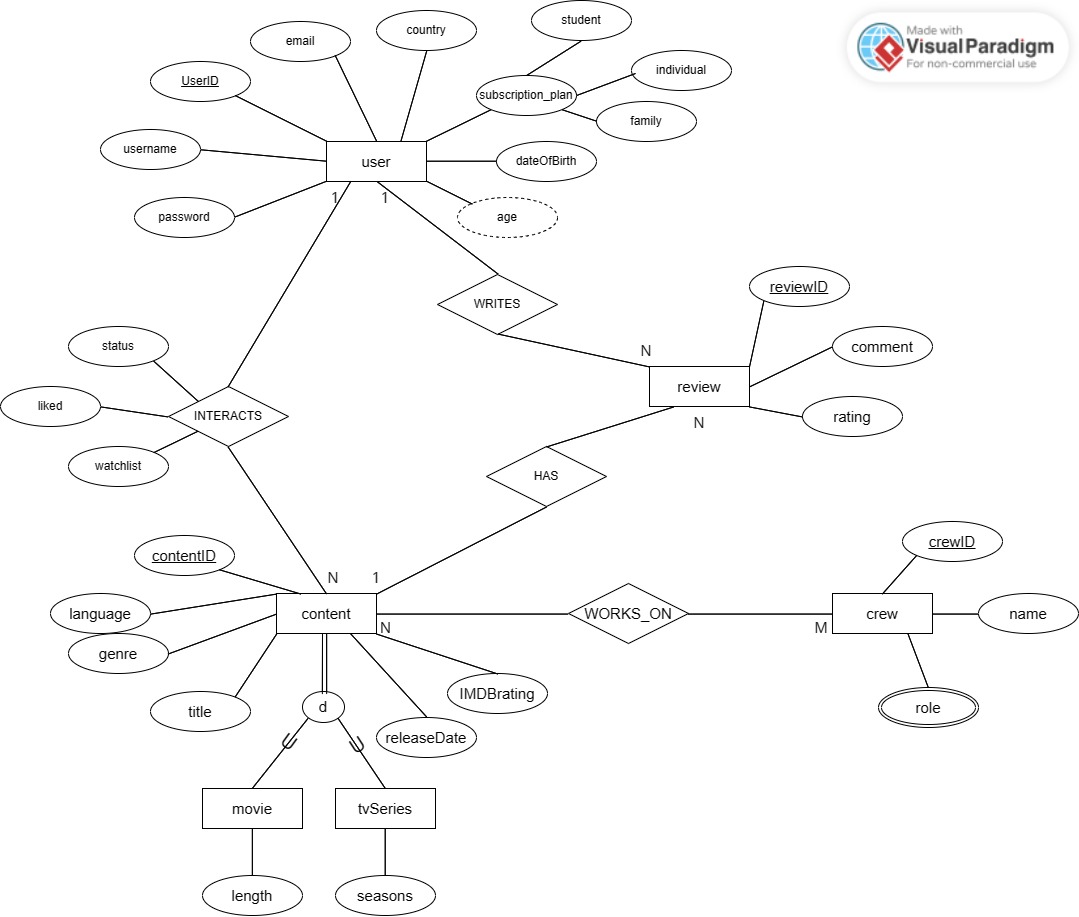 student
country
email
Made with
VisualParadigm
For non-commercial use
individual
UserID
subscription_plan
family
username
user
dateOfBirth
password
1
1
age
reviewID
WRITES
status
N
comment
review
liked
INTERACTS
rating
N
watchlist
HAS
crewID
contentID
N
1
language
content
WORKS_ON
crew
name
N
M
genre
IMDBrating
title
d
role
releaseDate
movie
tvSeries
length
seasons